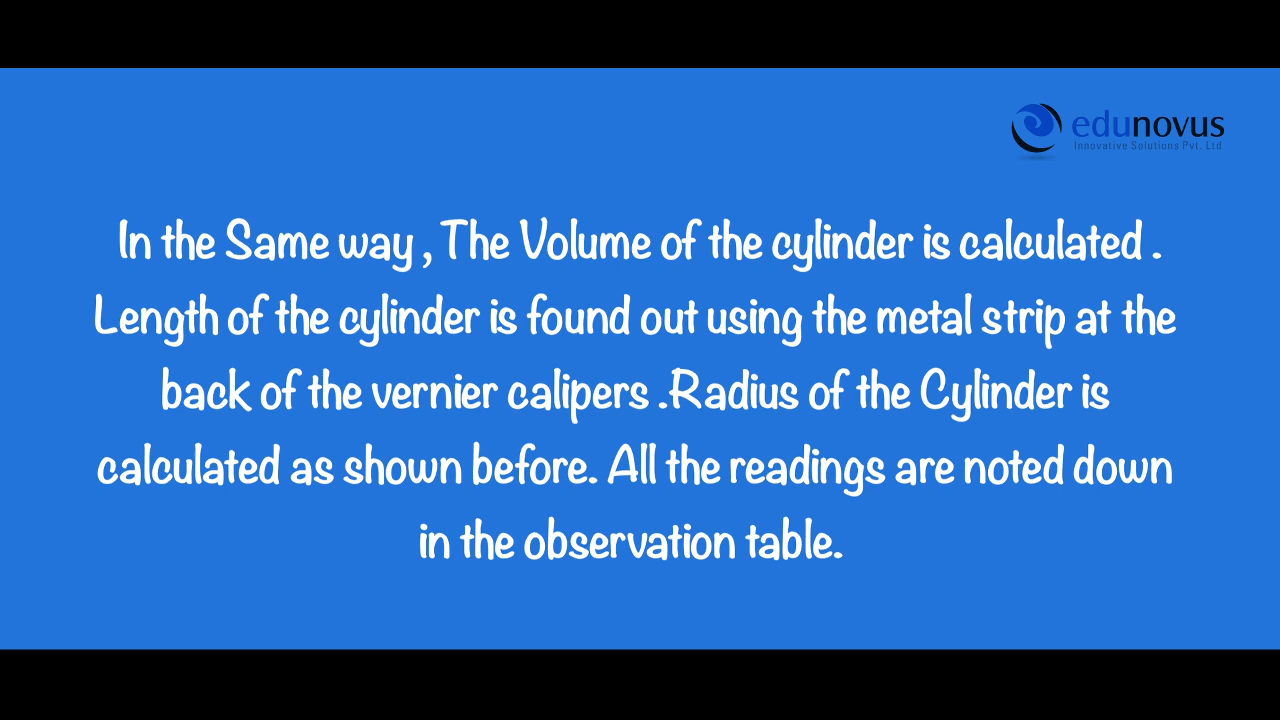 edunovus
Innovative Solutions Pvt. Ltd
In the Same way , The Volume of the cylinder is calculated .
Length of the cylinder is found out using the metal strip at the
back of the vernier calipers .Radius of the Cylinder is
calculated as shown before. All the readings are noted down
in the observation table.